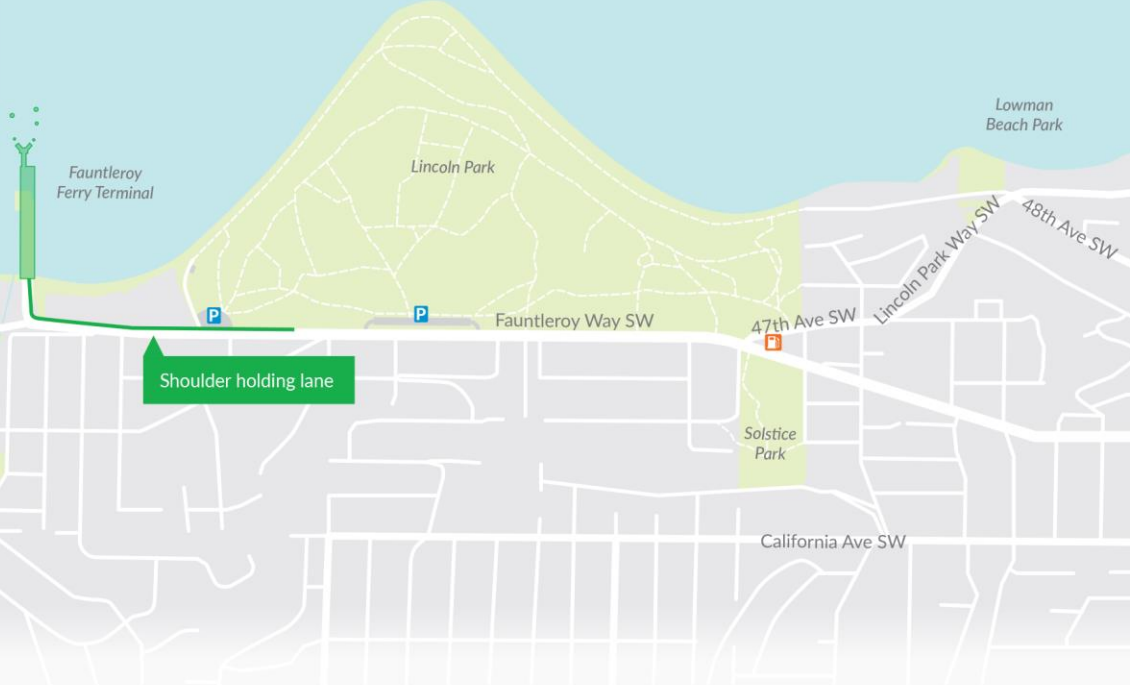 Lowman
Beach Park
Fauntleroy
Ferry Terminal
Lincoln Park
48th Ave SW
Lincoln Park Way SW
P
P
Fauntleroy Way SW
47th Ave SW
Shoulder holding lane
Solstice
Park
California Ave SW